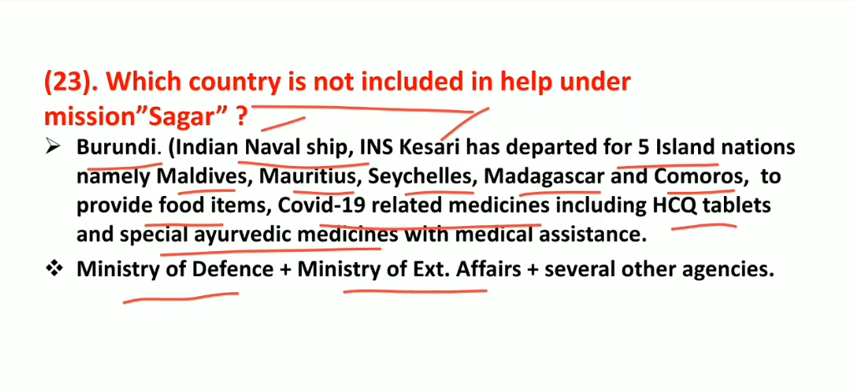 (23). Which country is not included in help under
mission”Sagar” ?
➢ Burundi. (Indian Naval ship, INS Kesari has departed for 5 Island nations
namely Maldives, Mauritius, Seychelles, Madagascar and Comoros, to
provide food items, Covid-19 related medicines including HCQ tablets
and special ayurvedic medicines with medical assistance.
❖ Ministry of Defence + Ministry of Ext. Affairs + several other agencies.